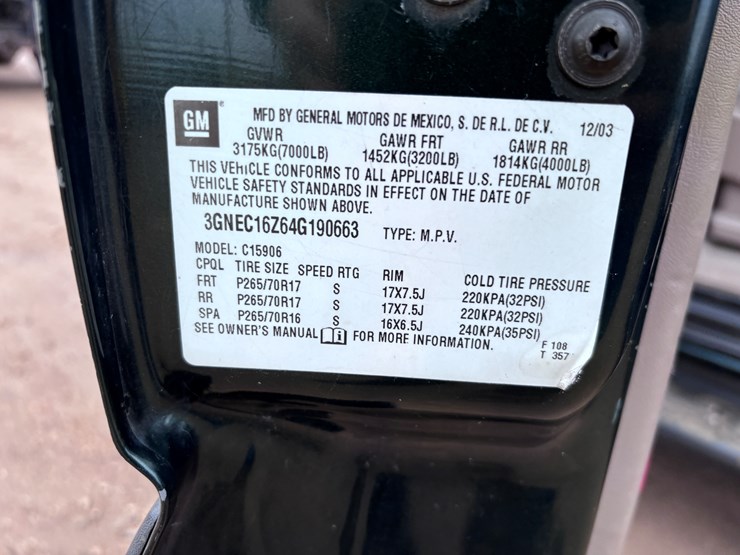 GM
MFD BY GENERAL MOTORS DE MEXICO, S. DE R.L. DE C.V. 12/03
GVWR GAWR FRT GAWR RR
3175KG(7000LB) 1452KG(3200LB) 1814KG(4000LB)
THIS VEHICLE CONFORMS TO ALL APPLICABLE U.S. FEDERAL MOTOR
VEHICLE SAFETY STANDARDS IN EFFECT ON THE DATE OF
MANUFACTURE SHOWN ABOVE.
3GNEC16Z64G190663 TYPE: M.P.V.
MODEL: C15906
CPQL TIRE SIZE SPEED RTG RIM COLD TIRE PRESSURE
FRT P265/70R17 S 17X7.5J 220KPA(32PSI)
RR P265/70R17 S 17X7.5J 220KPA(32PSI)
SPA P265/70R16 S 16X6.5J 240KPA(35PSI)
SEE OWNER'S MANUAL FOR MORE INFORMATION.
F 108
T 357